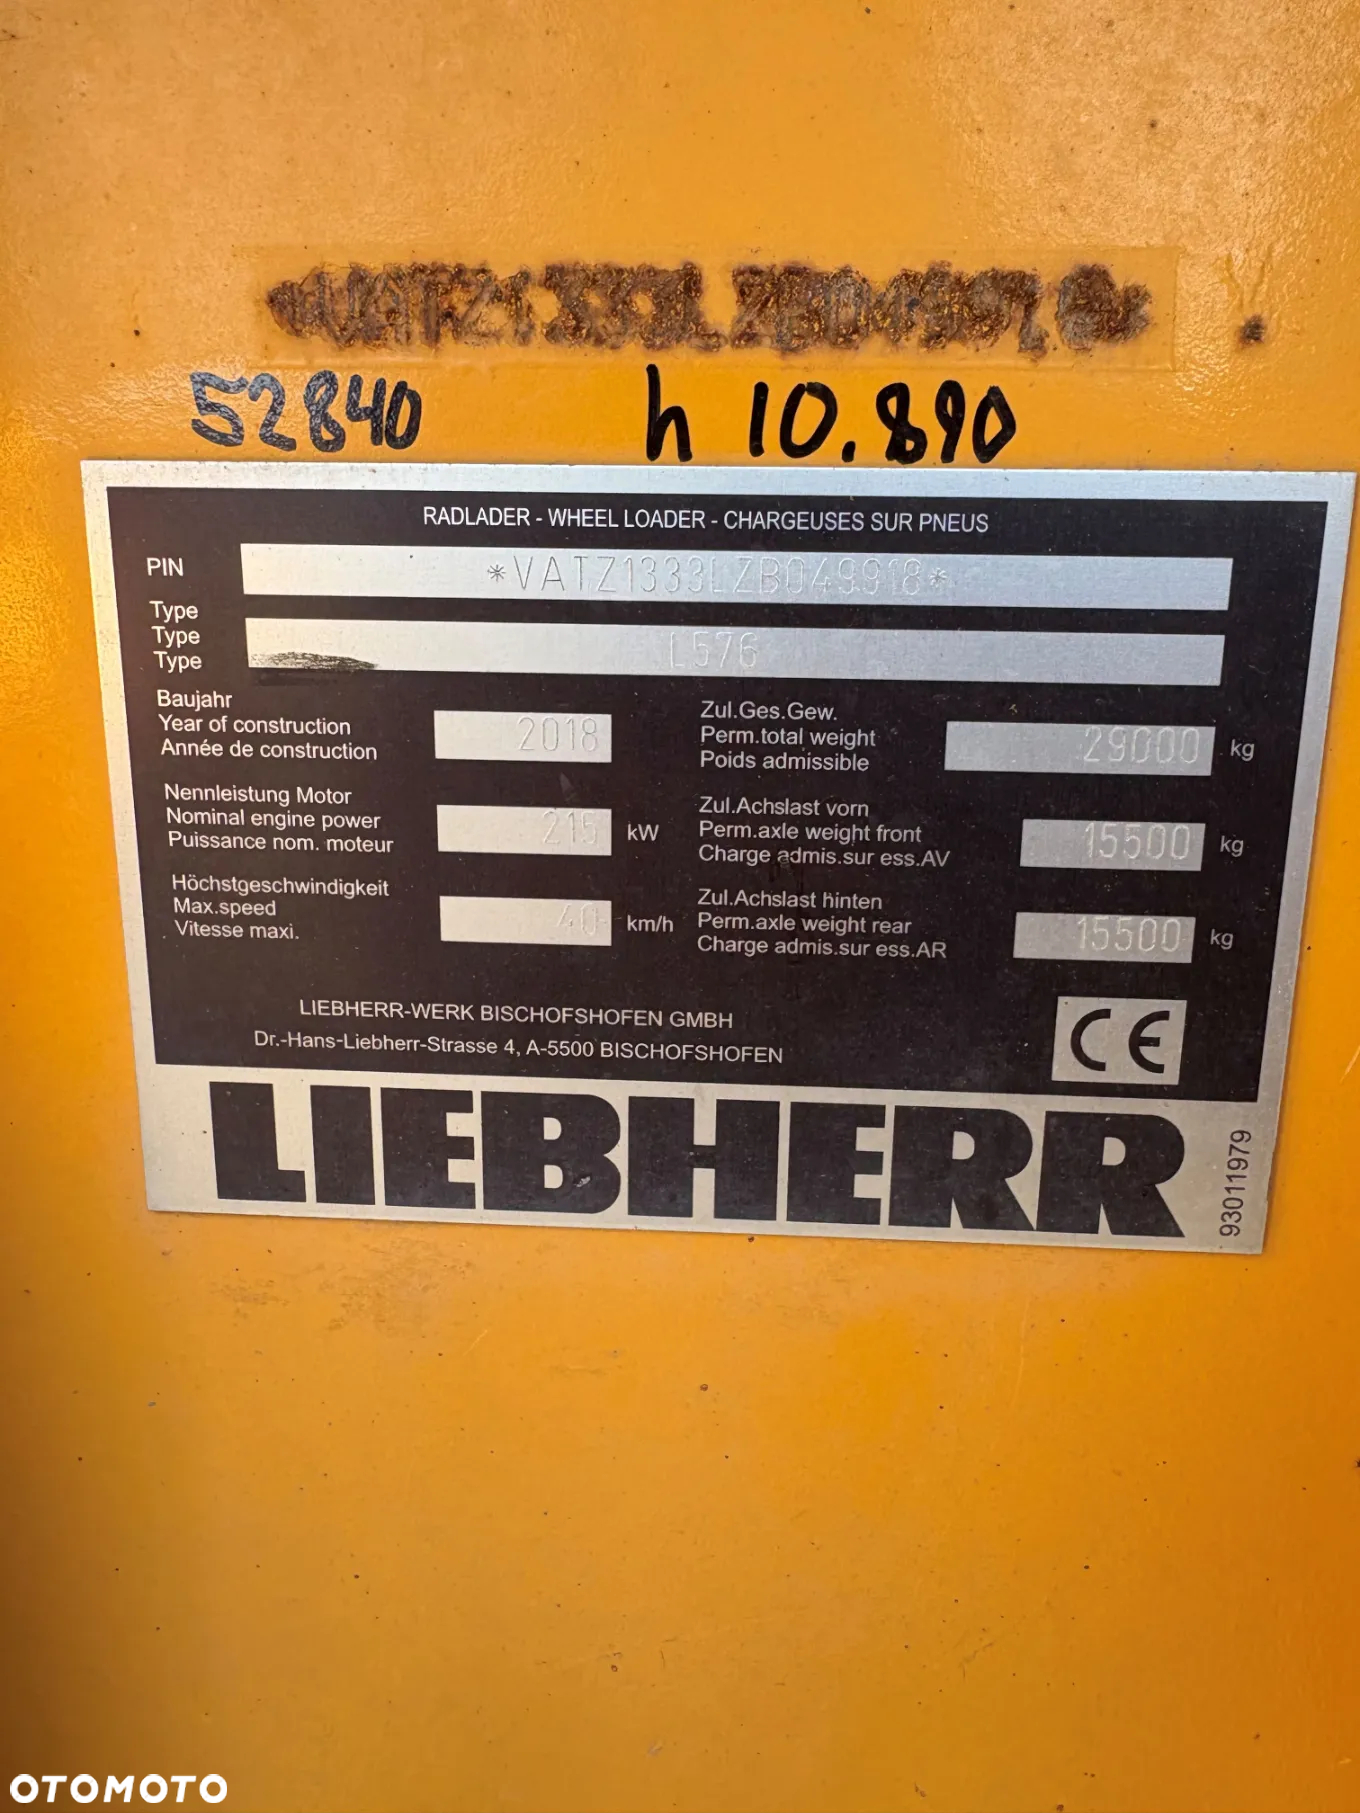 52840 h 10.890
RADLADER - WHEEL LOADER - CHARGEUSES SUR PNEUS
PIN *VATZ1333LZB049918*
Type
Type L576
Type
Baujahr
Year of construction 2018
Année de construction
Zul.Ges.Gew.
Perm.total weight 29000 kg
Poids admissible
Nennleistung Motor
Nominal engine power 215 kW
Puissance nom. moteur
Zul.Achslast vorn
Perm.axle weight front 15500 kg
Charge admis.sur ess.AV
Höchstgeschwindigkeit
Max.speed 40 km/h
Vitesse maxi.
Zul.Achslast hinten
Perm.axle weight rear 15500 kg
Charge admis.sur ess.AR
LIEBHERR-WERK BISCHOFSHOFEN GMBH
Dr.-Hans-Liebherr-Strasse 4, A-5500 BISCHOFSHOFEN
CE
LIEBHERR
93011979
OTOMOTO